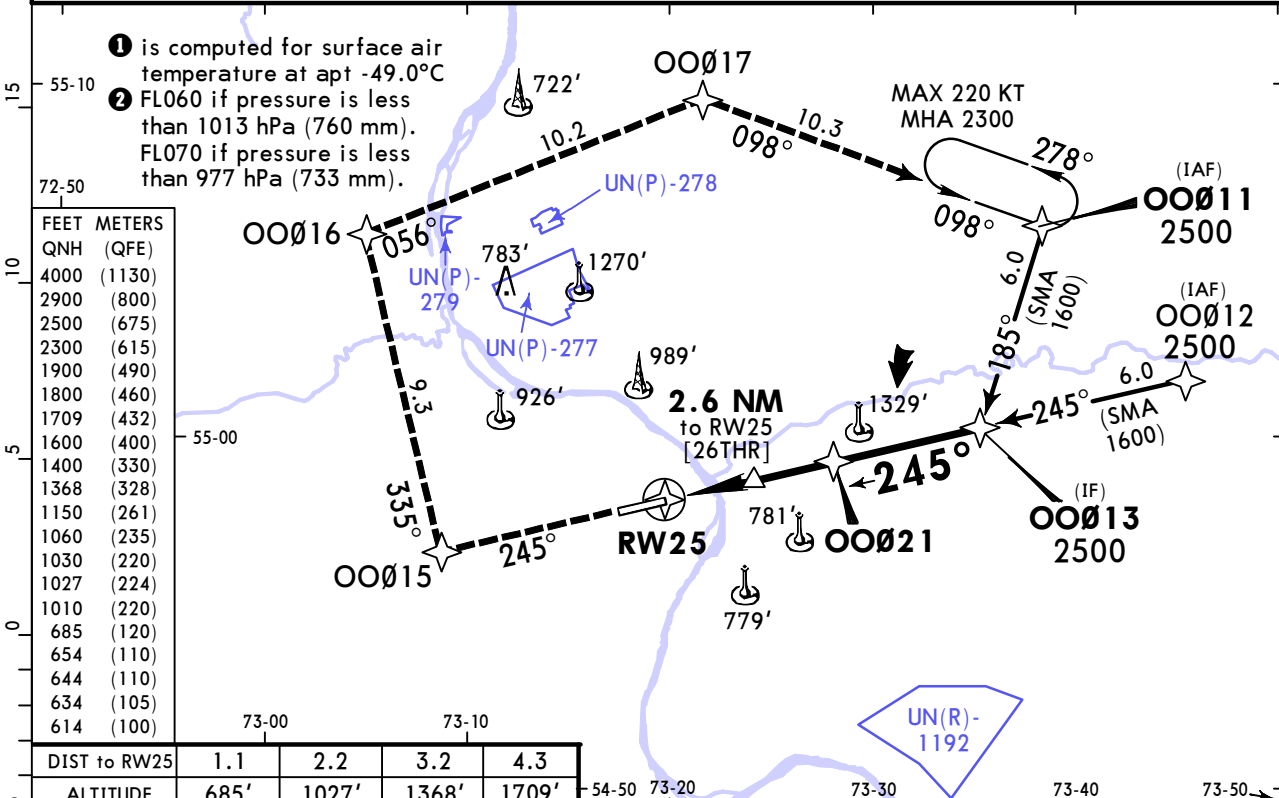 ❶ is computed for surface air
temperature at apt -49.0°C
❷ FL060 if pressure is less
than 1013 hPa (760 mm).
FL070 if pressure is less
than 977 hPa (733 mm).
15
55-10
72-50
10
5
0
55-00
FEET METERS
QNH (QFE)
4000 (1130)
2900 (800)
2500 (675)
2300 (615)
1900 (490)
1800 (460)
1709 (432)
1600 (400)
1400 (330)
1368 (328)
1150 (261)
1060 (235)
1030 (220)
1027 (224)
1010 (220)
685 (120)
654 (110)
644 (110)
634 (105)
614 (100)
722'
OOØ17
10.2
098°
10.3
MAX 220 KT
MHA 2300
278°
098°
(IAF)
OOØ11
2500
OOØ16
056°
UN(P)-278
UN(P)-
279
783'
1270'
UN(P)-277
6.0
185°
(SMA
1600)
(IAF)
OOØ12
2500
6.0
245°
(SMA
1600)
9.3
335°
926'
989'
2.6 NM
to RW25
[26THR]
1329'
245°
(IF)
OOØ13
2500
OOØ21
781'
779'
RW25
245°
OOØ15
UN(R)-
1192
73-00
73-10
DIST to RW25 1.1 2.2 3.2 4.3
ALTITUDE 685' 1027' 1368' 1709'
54-50
73-20
73-30
73-40
73-50